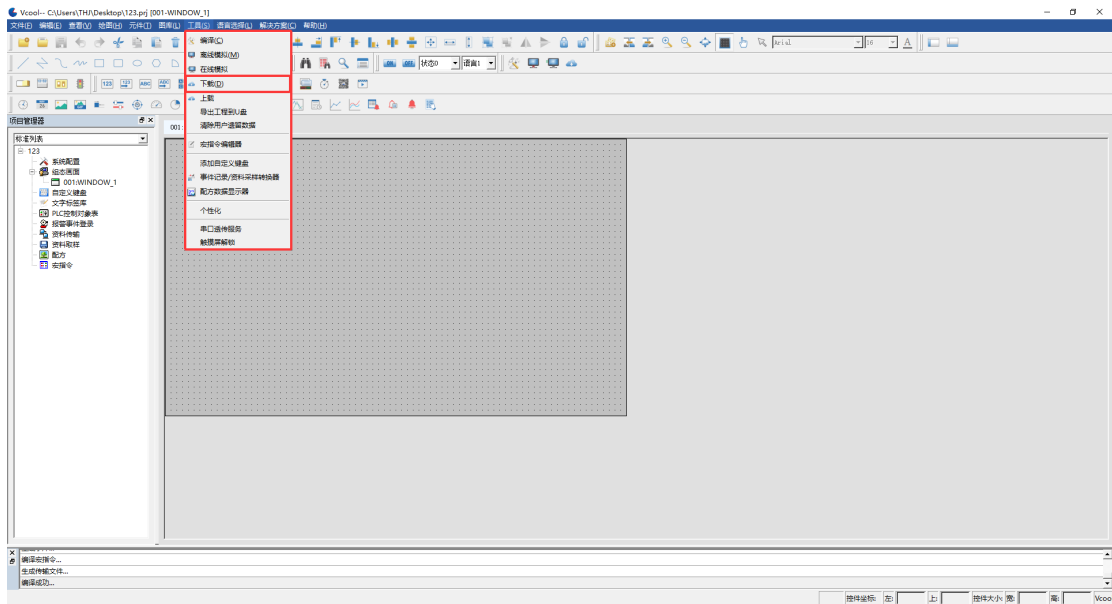 Vcool-- C:\Users\THJ\Desktop\123.prj [001-WINDOW_1]
文件(F) 编辑(E) 查看(V) 绘图(H) 元件(T) 图库(L) 工具(S) 语言选择(L) 解决方案(C) 帮助(H)
Arial 16 A
状态0 语言1
123 123 ABC ABC
项目管理器
标准列表
123
系统配置
组态画面
001:WINDOW_1
自定义键盘
文字标签库
PLC控制对象表
报警事件登录
资料传输
资料取样
配方
宏指令
001:
编译(C)
离线模拟(M)
在线模拟
下载(D)
上载
导出工程到U盘
清除用户遗留数据
宏指令编辑器
添加自定义键盘
事件记录/资料采样转换器
配方数据显示器
个性化
串口透传服务
触摸屏解锁
编译宏指令...
生成传输文件...
编译成功...
控件坐标: 左: 上: 控件大小: 宽: 高: Vcoo